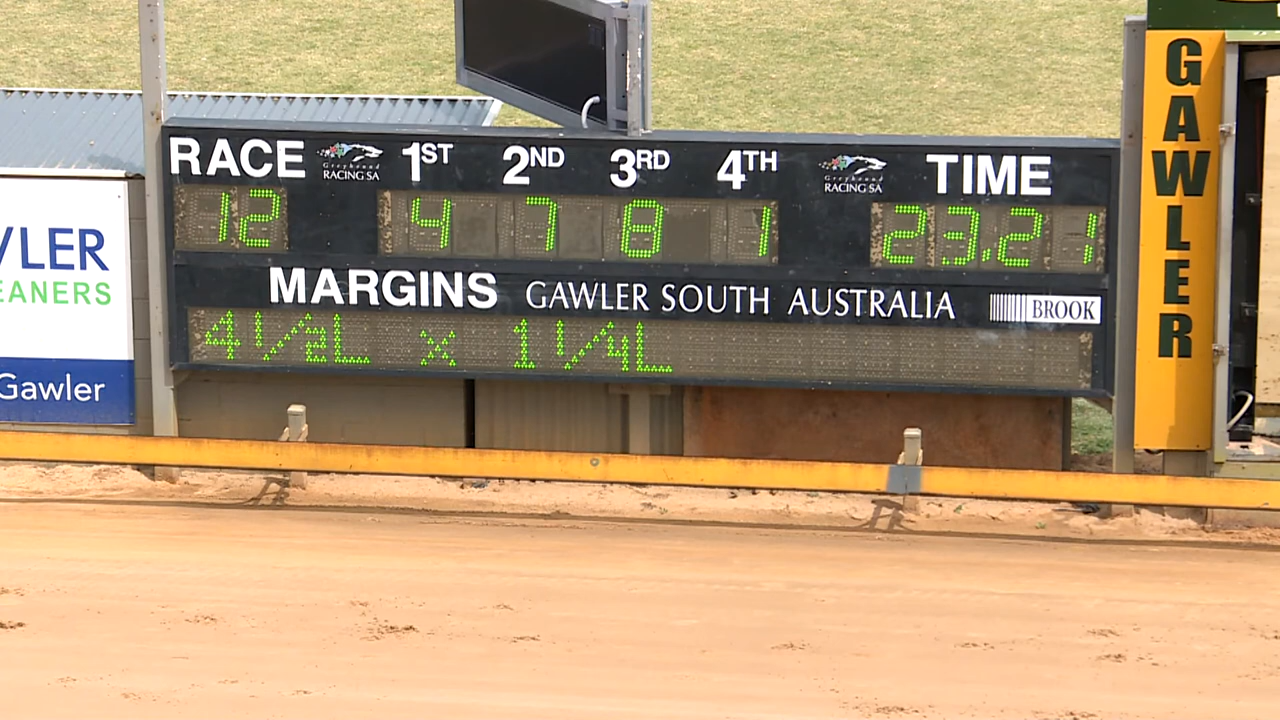 RACE Greyhound RACING SA 1ST 2ND 3RD 4TH Greyhound RACING SA TIME
12 4 7 8 1 23.21
MARGINS GAWLER SOUTH AUSTRALIA BROOK
4 1/2L x 1 1/4L
GAWLER
LER
EANERS
Gawler